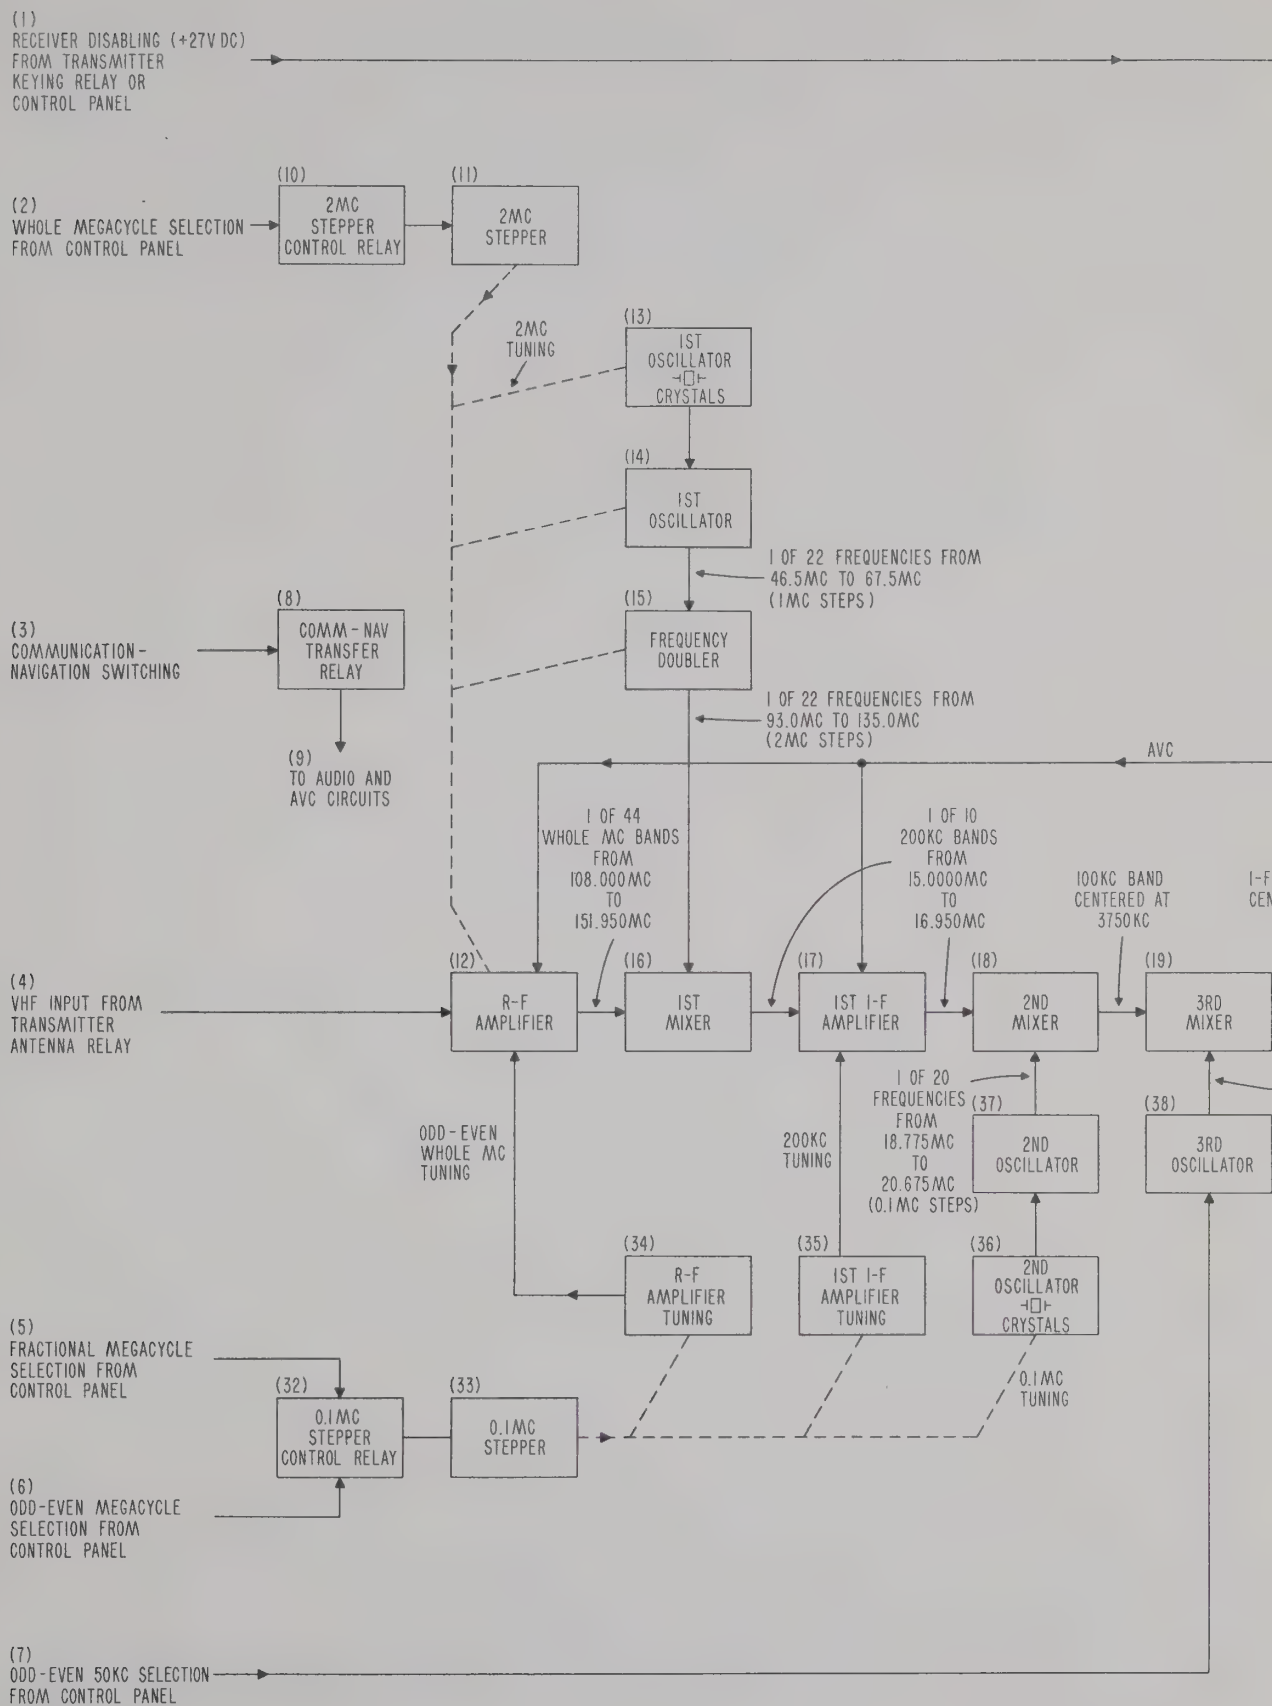 (1)
RECEIVER DISABLING (+27V DC)
FROM TRANSMITTER
KEYING RELAY OR
CONTROL PANEL
(2)
WHOLE MEGACYCLE SELECTION
FROM CONTROL PANEL
(10)
2MC
STEPPER
CONTROL RELAY
(11)
2MC
STEPPER
2MC
TUNING
(13)
1ST
OSCILLATOR
CRYSTALS
(14)
1ST
OSCILLATOR
1 OF 22 FREQUENCIES FROM
46.5MC TO 67.5MC
(1MC STEPS)
(3)
COMMUNICATION-
NAVIGATION SWITCHING
(8)
COMM-NAV
TRANSFER
RELAY
(9)
TO AUDIO AND
AVC CIRCUITS
(15)
FREQUENCY
DOUBLER
1 OF 22 FREQUENCIES FROM
93.0MC TO 135.0MC
(2MC STEPS)
AVC
1 OF 44
WHOLE MC BANDS
FROM
108.000MC
TO
151.950MC
1 OF 10
200KC BANDS
FROM
15.0000MC
TO
16.950MC
100KC BAND
CENTERED AT
3750KC
1-F
CEN
(4)
VHF INPUT FROM
TRANSMITTER
ANTENNA RELAY
(12)
R-F
AMPLIFIER
(16)
1ST
MIXER
(17)
1ST 1-F
AMPLIFIER
(18)
2ND
MIXER
(19)
3RD
MIXER
ODD-EVEN
WHOLE MC
TUNING
200KC
TUNING
1 OF 20
FREQUENCIES
FROM
18.775MC
TO
20.675MC
(0.1MC STEPS)
(37)
2ND
OSCILLATOR
(38)
3RD
OSCILLATOR
(34)
R-F
AMPLIFIER
TUNING
(35)
1ST 1-F
AMPLIFIER
TUNING
(36)
2ND
OSCILLATOR
CRYSTALS
0.1MC
TUNING
(5)
FRACTIONAL MEGACYCLE
SELECTION FROM
CONTROL PANEL
(32)
0.1MC
STEPPER
CONTROL RELAY
(33)
0.1MC
STEPPER
(6)
ODD-EVEN MEGACYCLE
SELECTION FROM
CONTROL PANEL
(7)
ODD-EVEN 50KC SELECTION
FROM CONTROL PANEL